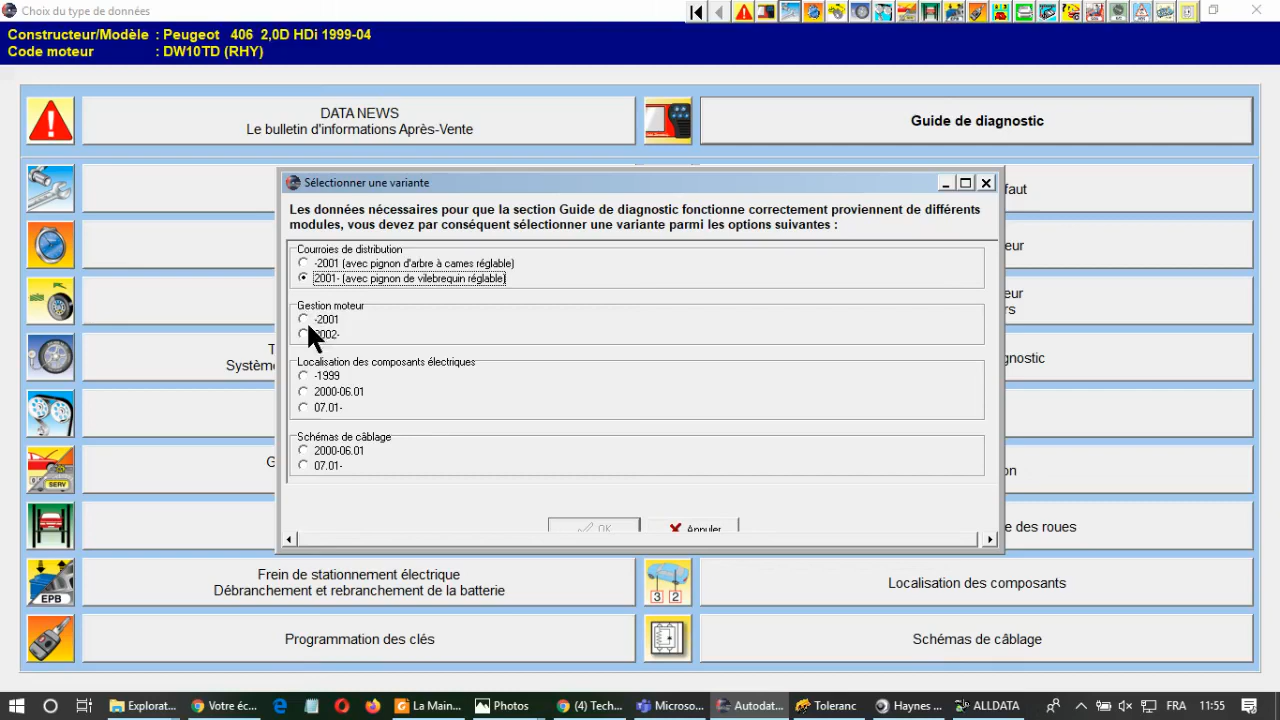 Choix du type de données
Constructeur/Modèle : Peugeot 406 2,0D HDi 1999-04
Code moteur : DW10TD (RHY)
DATA NEWS
Le bulletin d'informations Après-Vente
Guide de diagnostic
faut
eur
eur
rs
T
Système
gnostic
G
SERV
on
e des roues
Sélectionner une variante
Les données nécessaires pour que la section Guide de diagnostic fonctionne correctement proviennent de différents
modules, vous devez par conséquent sélectionner une variante parmi les options suivantes :
Courroies de distribution
-2001 (avec pignon d'arbre à cames réglable)
2001- (avec pignon de vilebrequin réglable)
Gestion moteur
-2001
2002-
Localisation des composants électriques
-1999
2000-06.01
07.01-
Schémas de câblage
2000-06.01
07.01-
OK
Annuler
EPB
Frein de stationnement électrique
Débranchement et rebranchement de la batterie
3 2
Localisation des composants
Programmation des clés
Schémas de câblage
Explorat...
Votre éc...
La Main...
Photos
(4) Tech...
Microso...
Autodat...
Toleranc
Haynes ...
ALLDATA
FRA
11:55